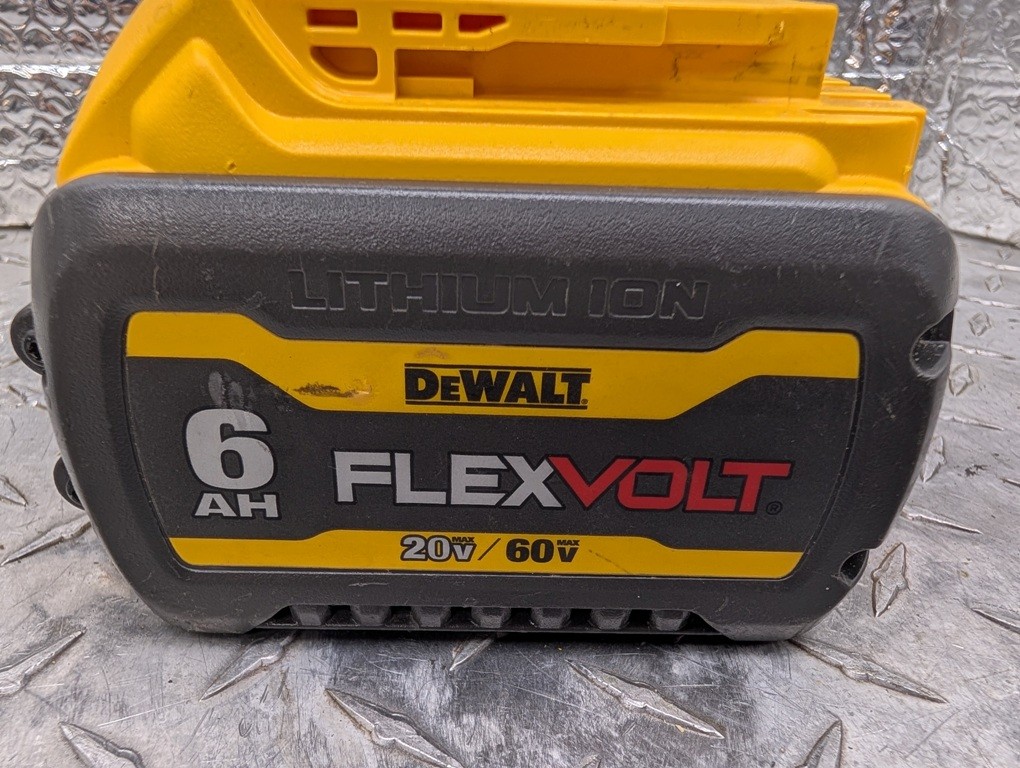 LITHIUM ION
DEWALT®
6
AH
FLEXVOLT®
20V MAX / 60V MAX